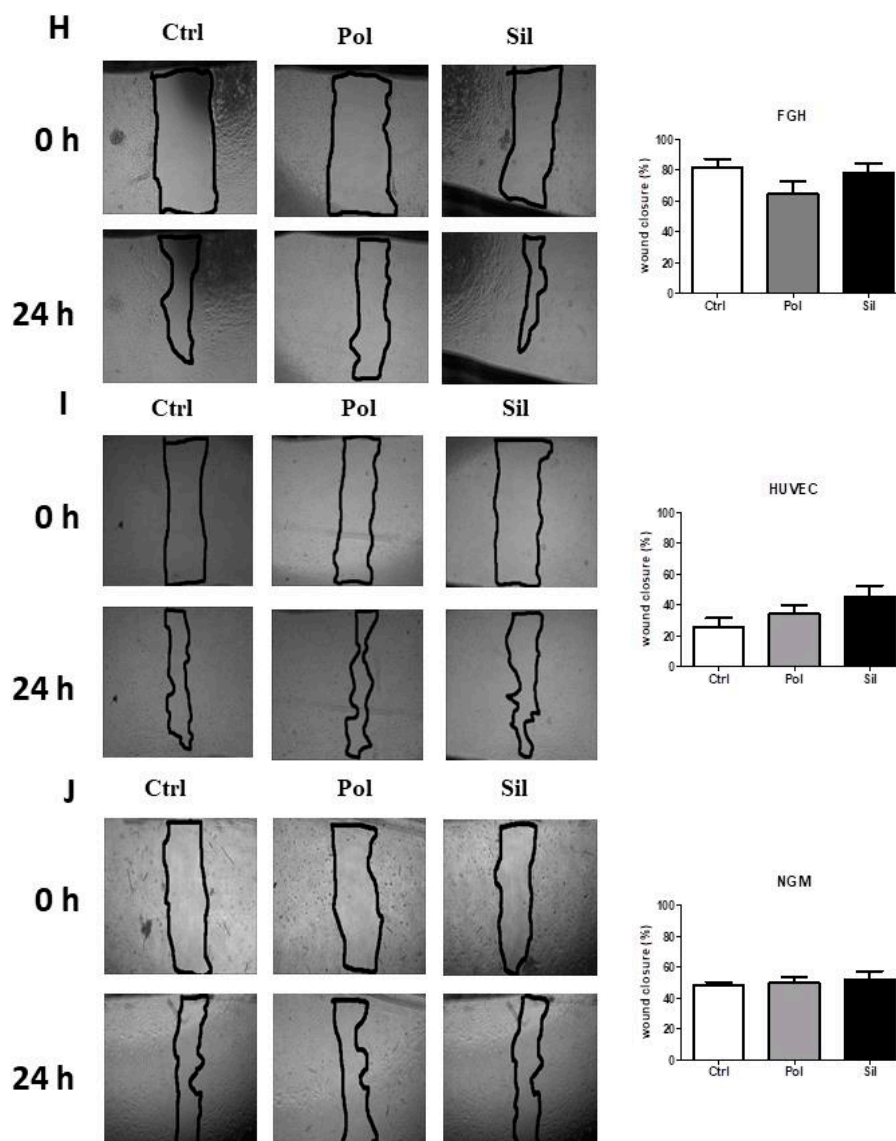 H
Ctrl Pol Sil
0 h
24 h
FGH
wound closure (%)
100
80
60
40
20
0
Ctrl Pol Sil
I
Ctrl Pol Sil
0 h
24 h
HUVEC
wound closure (%)
100
80
60
40
20
0
Ctrl Pol Sil
J
Ctrl Pol Sil
0 h
24 h
NGM
wound closure (%)
100
80
60
40
20
0
Ctrl Pol Sil